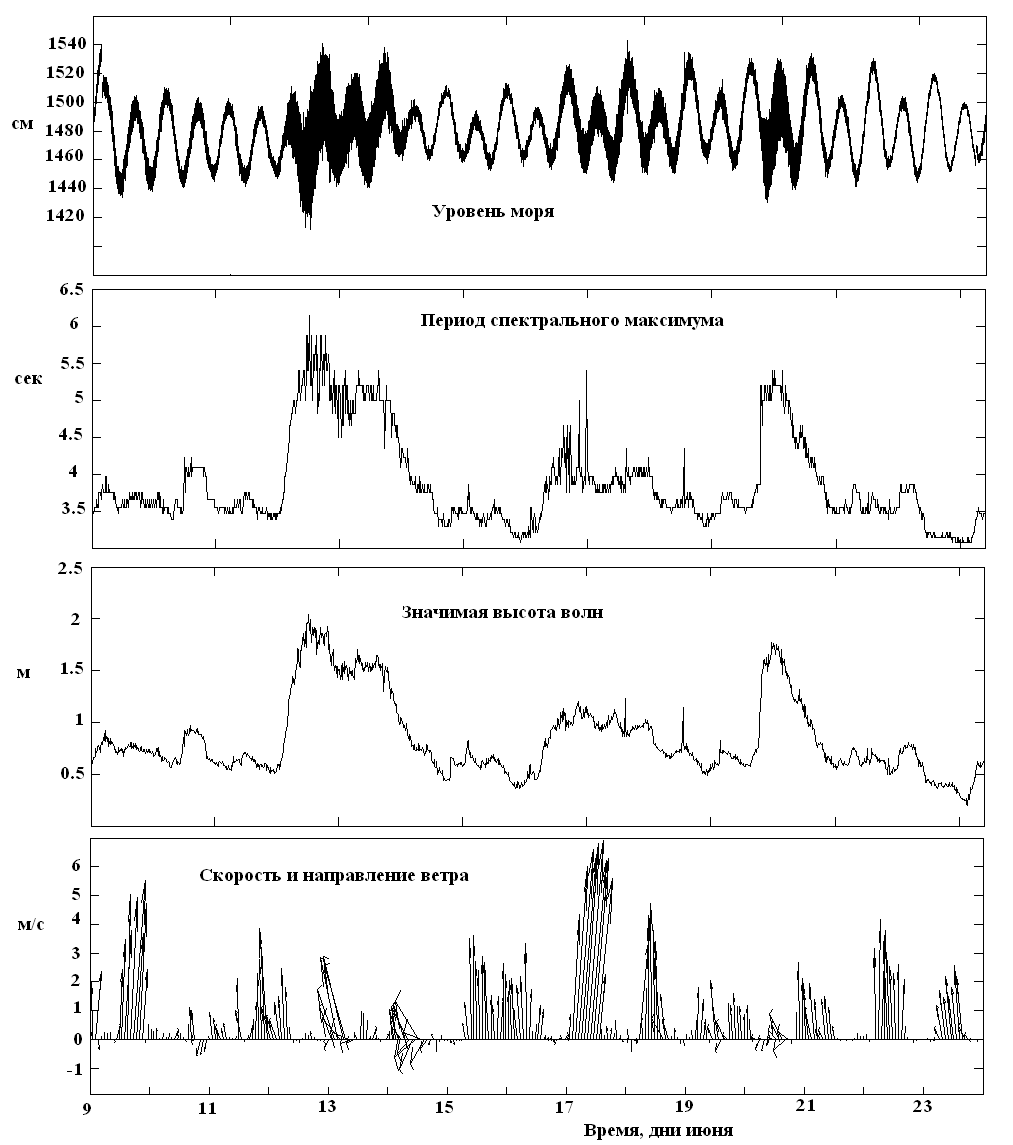 1540
1520
1500
см
1480
1460
1440
1420
Уровень моря
6.5
6
Период спектрального максимума
5.5
сек
5
4.5
4
3.5
2.5
2
Значимая высота волн
м
1.5
1
0.5
6
Скорость и направление ветра
5
м/с
4
3
2
1
0
-1
9 11 13 15 17 19 21 23
Время, дни июня